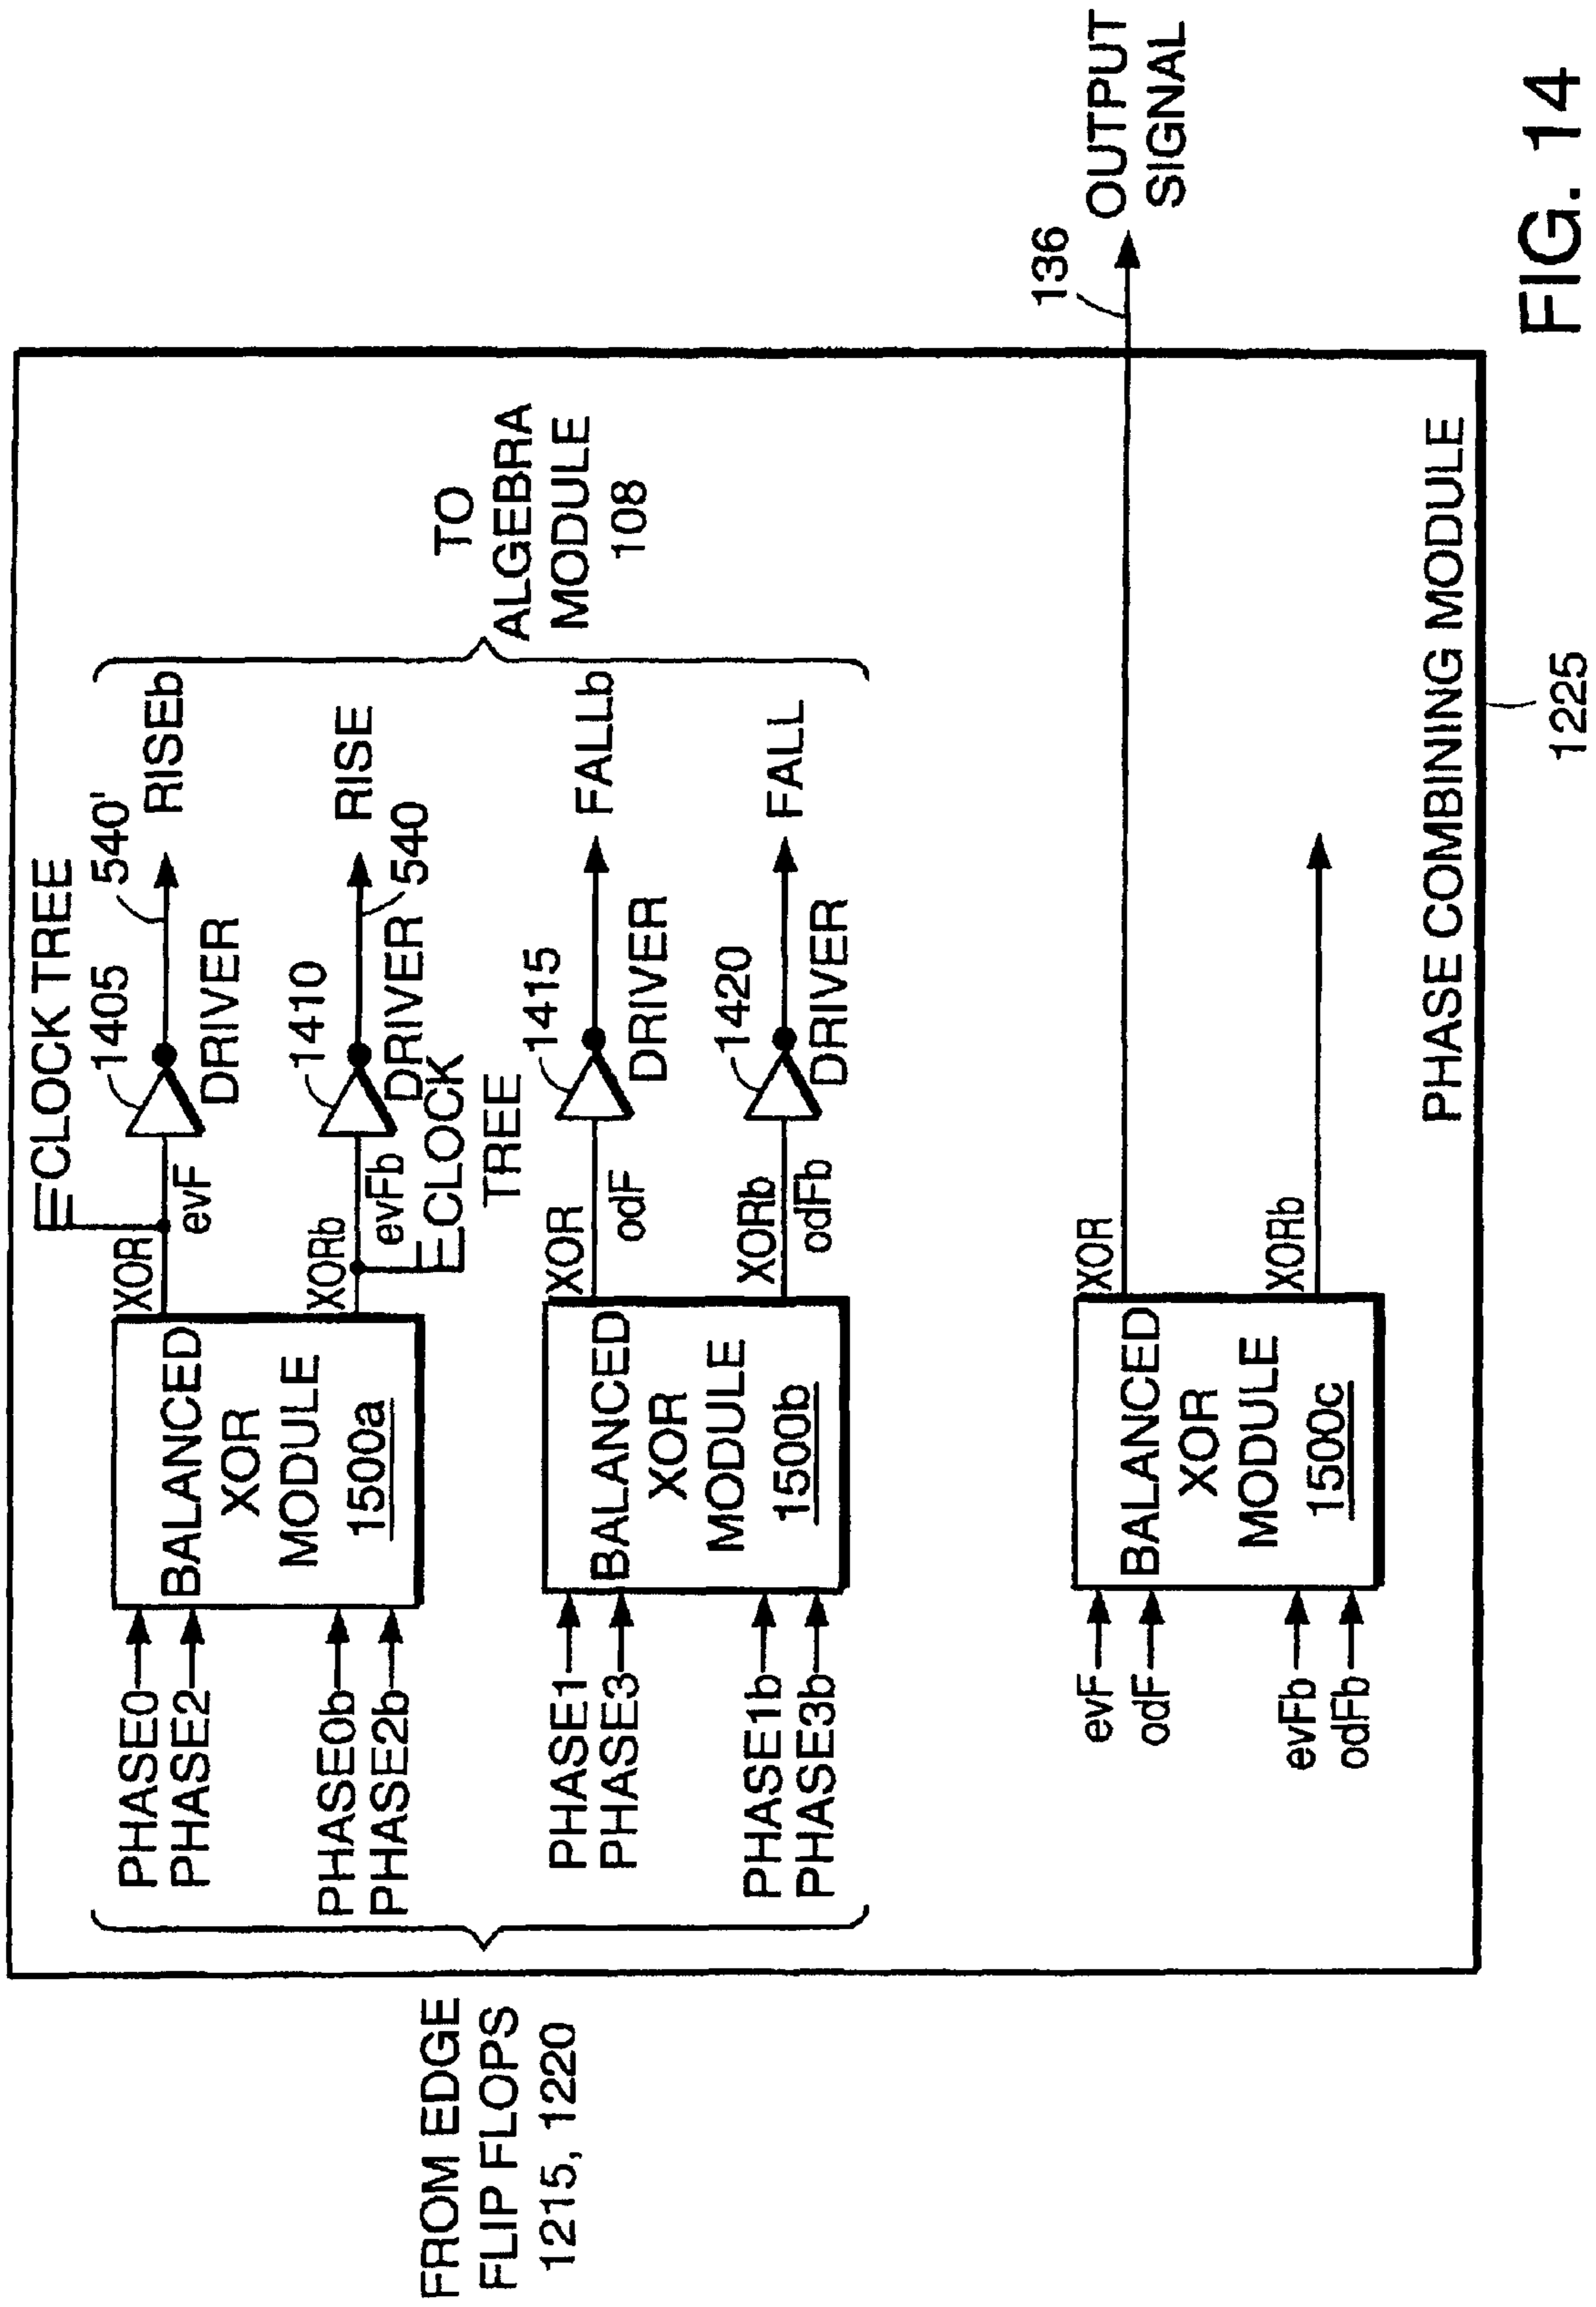 FROM EDGE
FLIP FLOPS
1215, 1220
PHASE0
PHASE2
PHASE0b
PHASE2b
BALANCED
XOR
MODULE
1500a
XOR
evF
CLOCK TREE
1405
DRIVER
540'
RISEb
XORb
evFb
CLOCK
TREE
1410
DRIVER
540
RISE
PHASE1
PHASE3
PHASE1b
PHASE3b
BALANCED
XOR
MODULE
1500b
XOR
odF
1415
DRIVER
FALLb
XORb
odFb
1420
DRIVER
FALL
TO
ALGEBRA
MODULE
108
evF
odF
evFb
odFb
BALANCED
XOR
MODULE
1500c
XOR
XORb
136
OUTPUT
SIGNAL
PHASE COMBINING MODULE
1225
FIG. 14